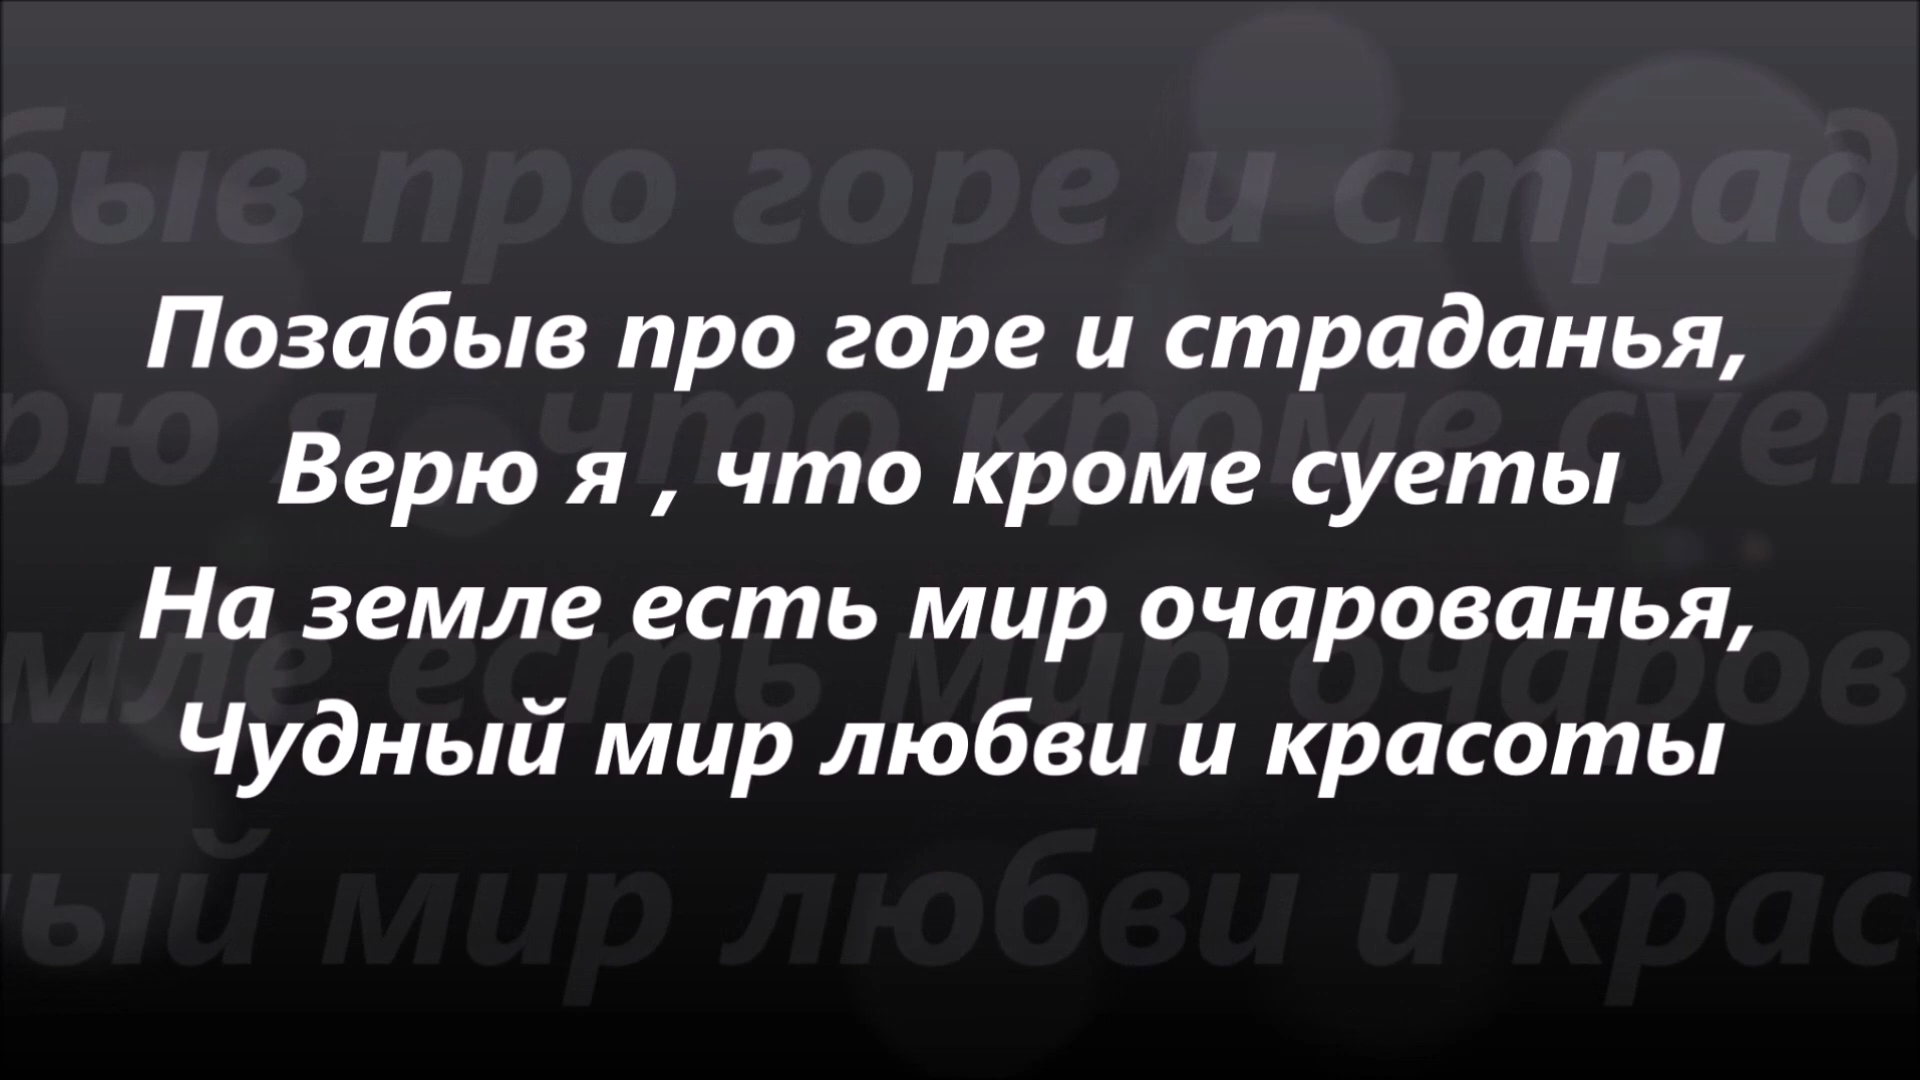 Позабыв про горе и страданья,
Верю я , что кроме суеты
На земле есть мир очарованья,
Чудный мир любви и красоты